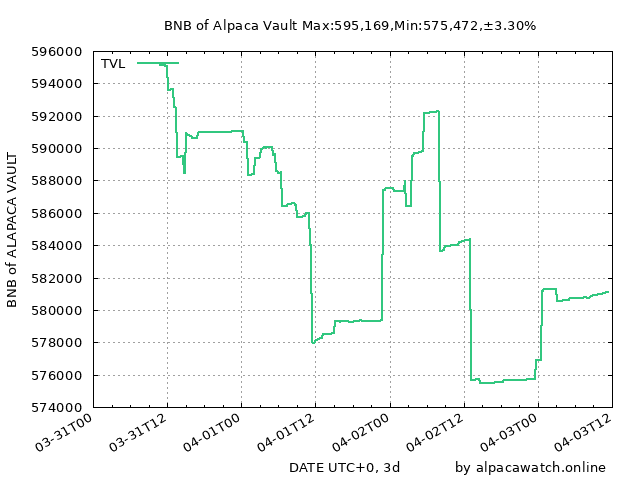 BNB of Alpaca Vault Max:595,169,Min:575,472,±3.30%
TVL
BNB of ALAPACA VAULT
596000
594000
592000
590000
588000
586000
584000
582000
580000
578000
576000
574000
03-31T00
03-31T12
04-01T00
04-01T12
04-02T00
04-02T12
04-03T00
04-03T12
DATE UTC+0, 3d
by alpacawatch.online